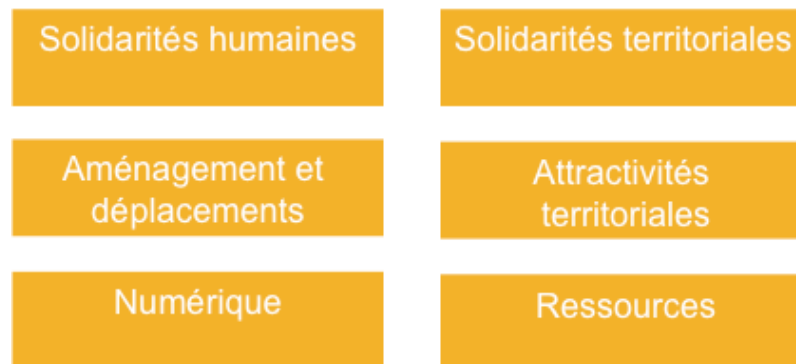 Solidarités humaines
Solidarités territoriales
Aménagement et
déplacements
Attractivités
territoriales
Numérique
Ressources